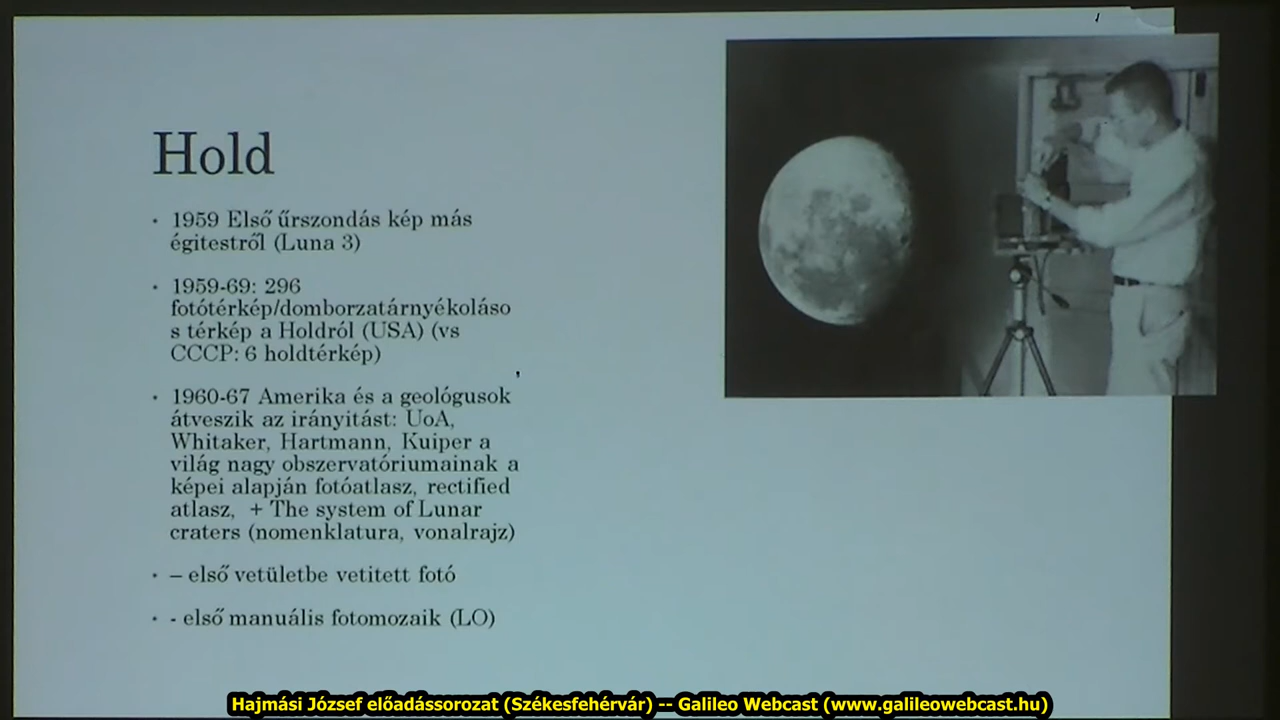 Hold
• 1959 Első űrszondás kép más
égitestről (Luna 3)
• 1959-69: 296
fotótérkép/domborzatárnyékoláso
s térkép a Holdról (USA) (vs
CCCP: 6 holdtérkép)
• 1960-67 Amerika és a geológusok
átveszik az irányitást: UoA,
Whitaker, Hartmann, Kuiper a
világ nagy obszervatóriumainak a
képei alapján fotóatlasz, rectified
atlasz, + The system of Lunar
craters (nomenklatura, vonalrajz)
• – első vetületbe vetitett fotó
• - első manuális fotomozaik (LO)
Hajmási József előadássorozat (Székesfehérvár) -- Galileo Webcast (www.galileowebcast.hu)